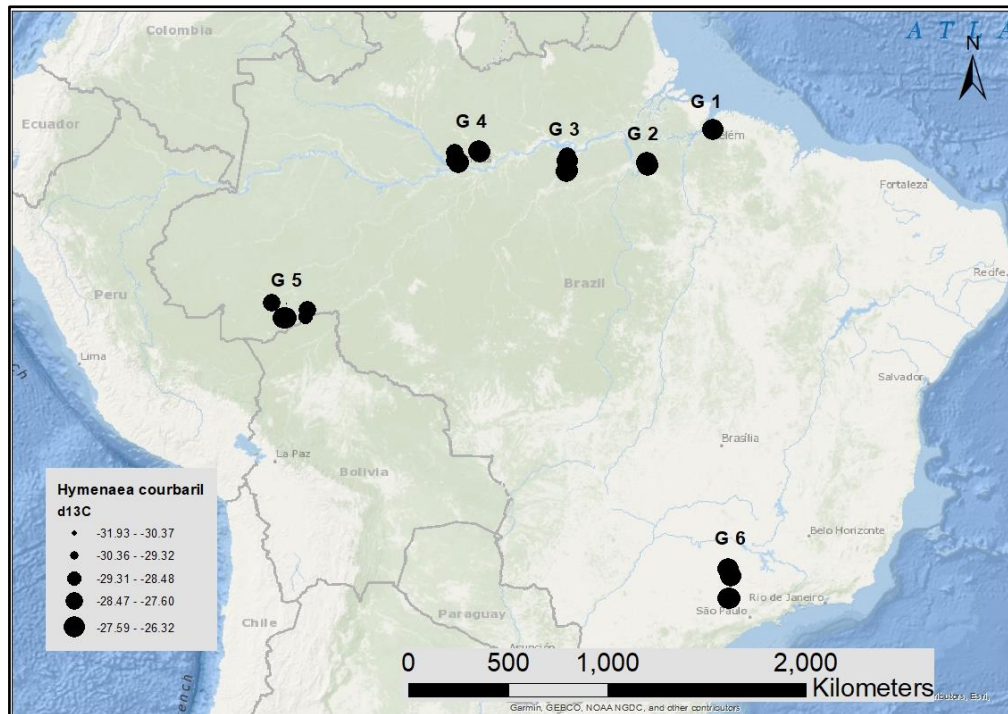 A T L A
N
Colombia
Ecuador
G 1
G 4
G 3
G 2
Fortaleza
G 5
Brazil
Recife
Peru
Lima
Salvador
La Paz
Brasília
Bolivia
Hymenaea courbaril
d13C
-31.93 - -30.37
-30.36 - -29.32
-29.31 - -28.48
-28.47 - -27.60
-27.59 - -26.32
Belo Horizonte
G 6
Rio de Janeiro
São Paulo
Paraguay
Chile
0 500 1,000 2,000
Kilometers
Garmin, GEBCO, NOAA NGDC, and other contributors